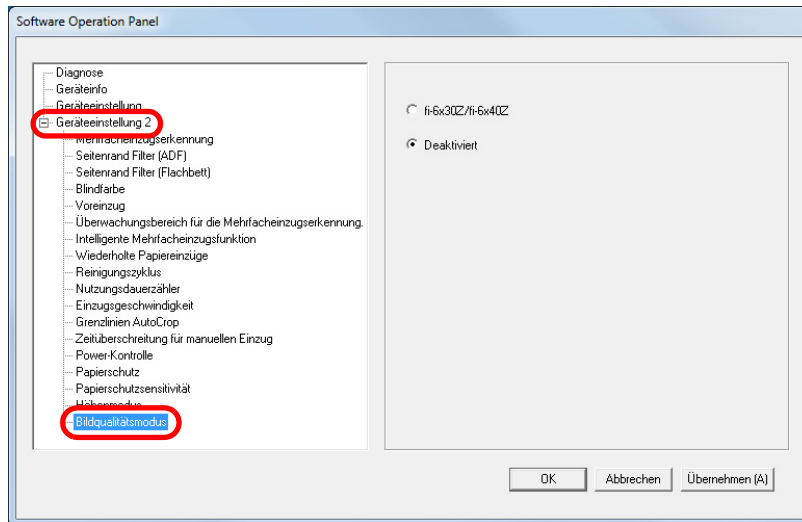 Software Operation Panel
Diagnose
Geräteinfo
Geräteeinstellung
Geräteeinstellung 2
Mehrfacheinzugserkennung
Seitenrand Filter (ADF)
Seitenrand Filter (Flachbett)
Blindfarbe
Voreinzug
Überwachungsbereich für die Mehrfacheinzugserkennung.
Intelligente Mehrfacheinzugsfunktion
Wiederholte Papiereinzüge
Reinigungszyklus
Nutzungsdauerzähler
Einzugsgeschwindigkeit
Grenzlinien AutoCrop
Zeitüberschreitung für manuellen Einzug
Power-Kontrolle
Papierschutz
Papierschutzsensitivität
Höhenmodus
Bildqualitätsmodus
fi-6x30Z/fi-6x40Z
Deaktiviert
OK Abbrechen Übernehmen (A)